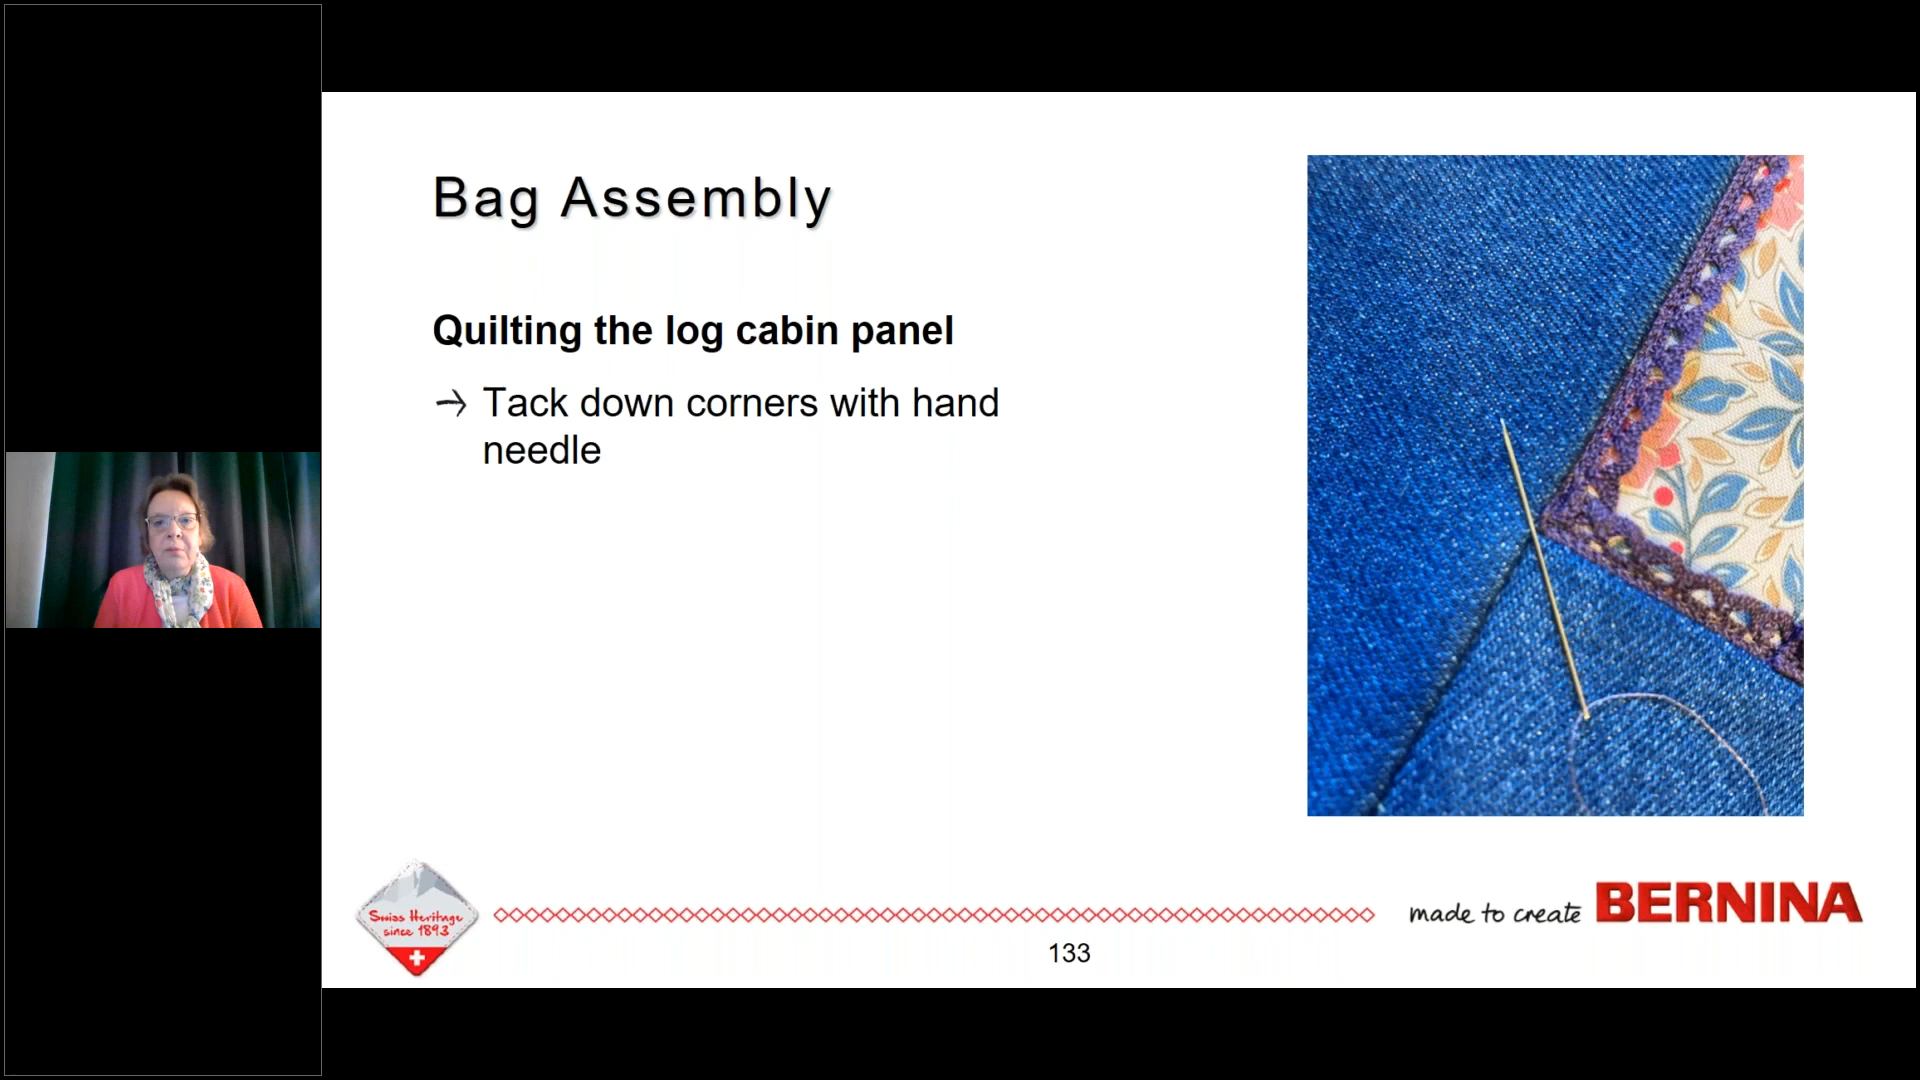 Bag Assembly
Quilting the log cabin panel
→ Tack down corners with hand
needle
Swiss Heritage
since 1893
made to create BERNINA
133